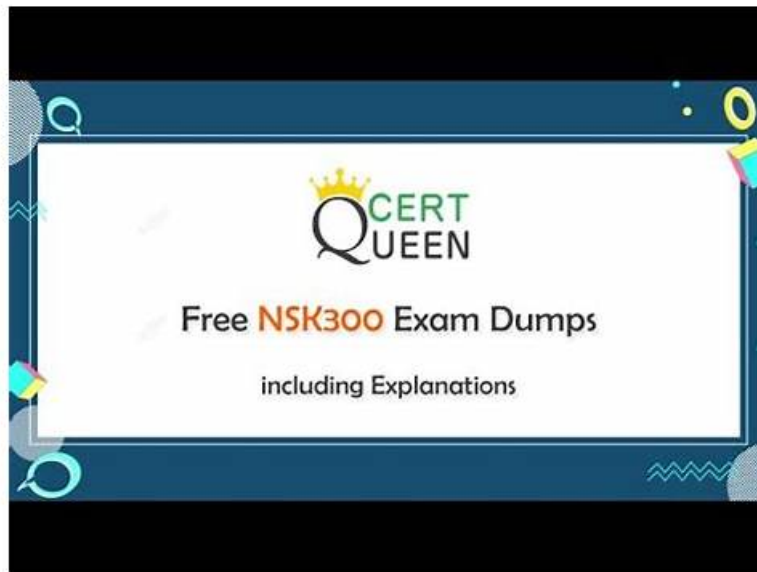 CERT
QUEEN
Free NSK300 Exam Dumps
including Explanations